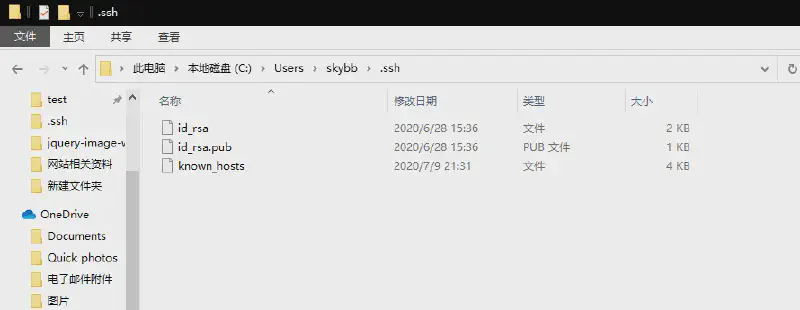 .ssh
文件 主页 共享 查看
此电脑 本地磁盘 (C:) Users skybb .ssh
test
.ssh
jquery-image-v
网站相关资料
新建文件夹
OneDrive
Documents
Quick photos
电子邮件附件
图片
名称 修改日期 类型 大小
id_rsa 2020/6/28 15:36 文件 2 KB
id_rsa.pub 2020/6/28 15:36 PUB 文件 1 KB
known_hosts 2020/7/9 21:31 文件 4 KB